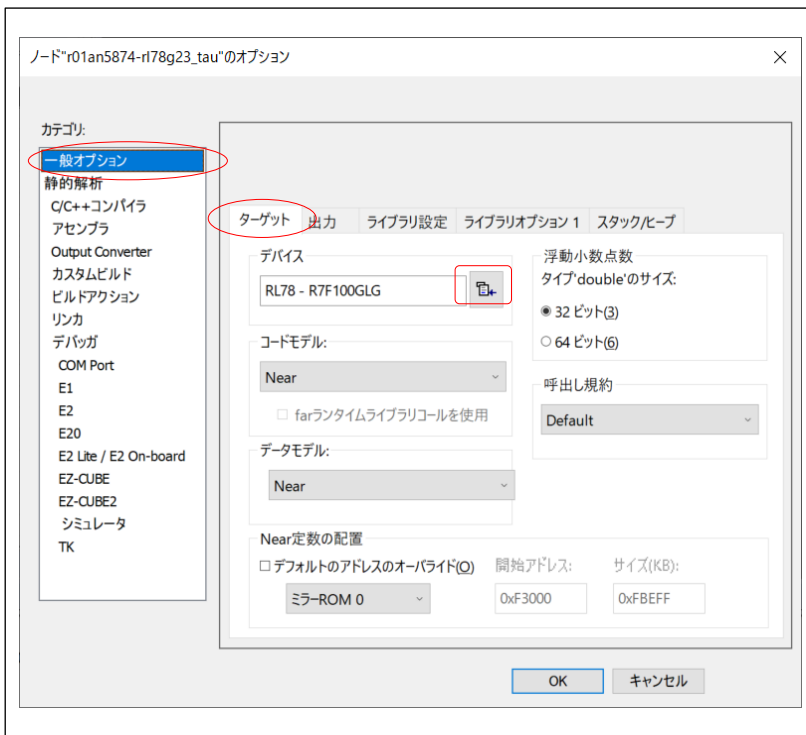 ノード"r01an5874-rl78g23_tau"のオプション
カテゴリ:
一般オプション
静的解析
C/C++コンパイラ
アセンブラ
Output Converter
カスタムビルド
ビルドアクション
リンカ
デバッガ
COM Port
E1
E2
E20
E2 Lite / E2 On-board
EZ-CUBE
EZ-CUBE2
シミュレータ
TK
ターゲット 出力 ライブラリ設定 ライブラリオプション 1 スタック/ヒープ
デバイス
RL78 - R7F100GLG
コードモデル:
Near
farランタイムライブラリコールを使用
データモデル:
Near
浮動小数点数
タイプ'double'のサイズ:
32 ビット(3)
64 ビット(6)
呼出し規約
Default
Near定数の配置
デフォルトのアドレスのオーバライド(O) 開始アドレス: サイズ(KB):
ミラーROM 0 0xF3000 0xFBEFF
OK キャンセル